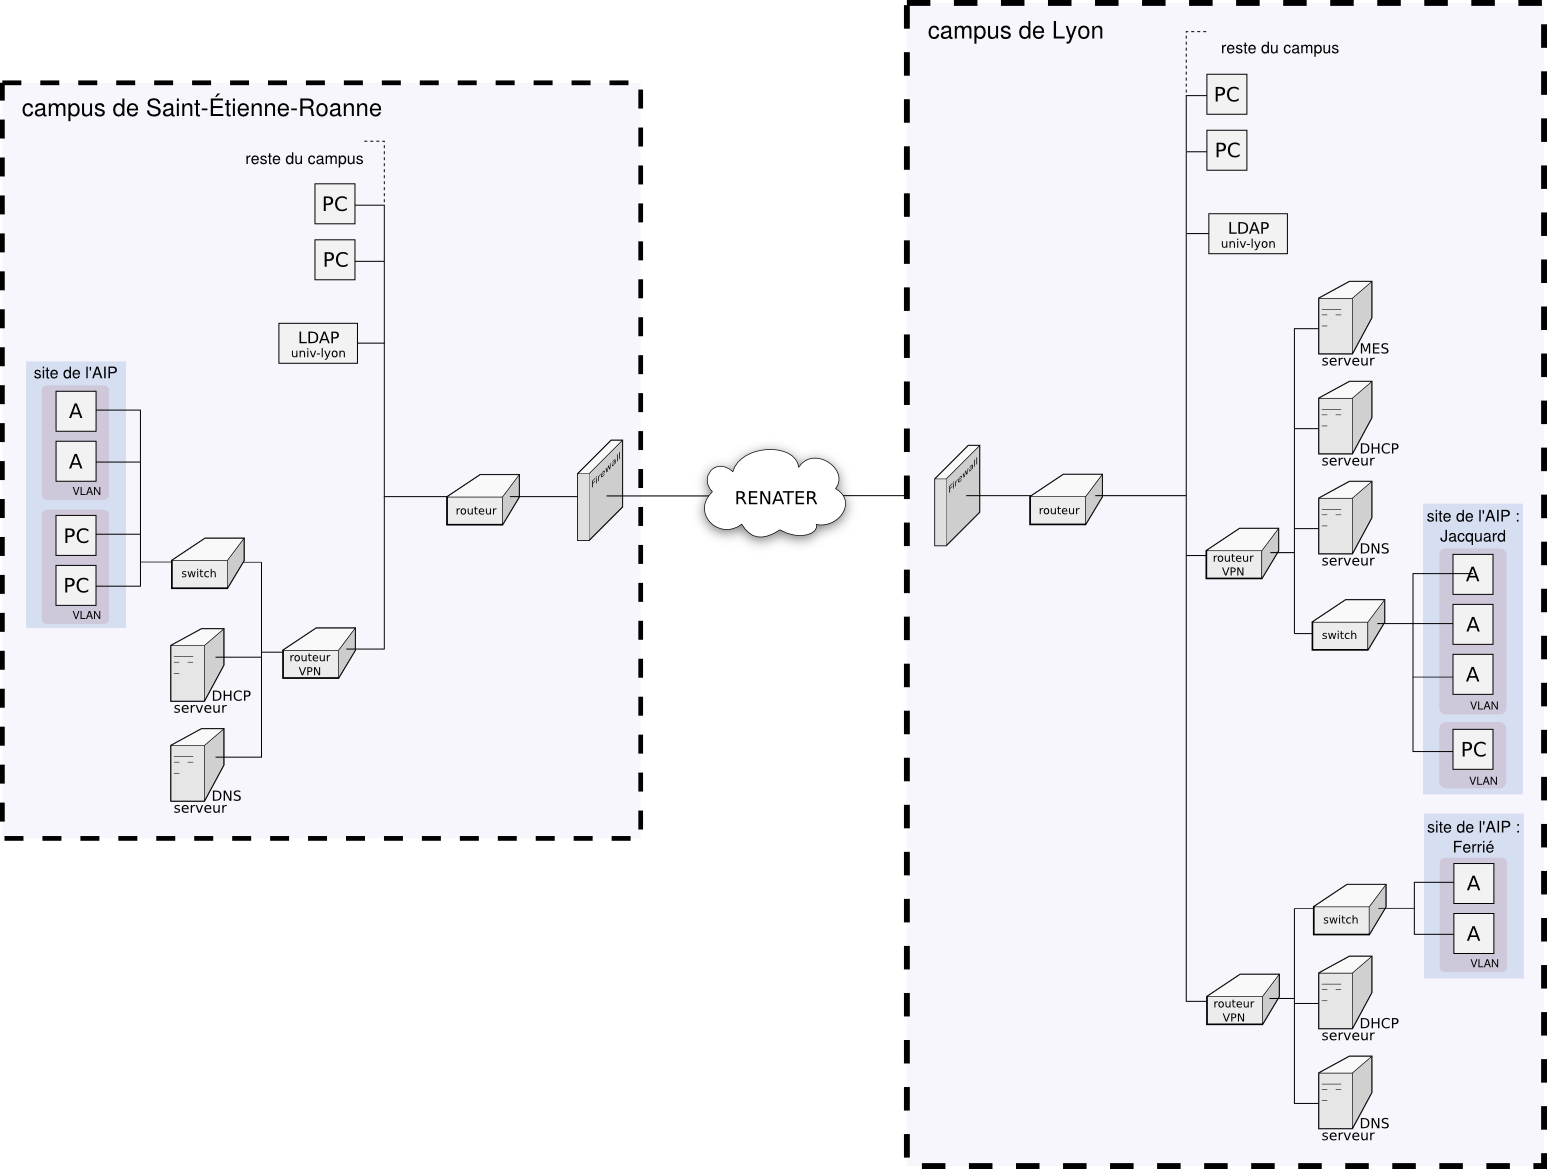 campus de Saint-Étienne-Roanne
reste du campus
PC
PC
LDAP
univ-lyon
site de l'AIP
A
A
VLAN
PC
PC
VLAN
switch
routeur
VPN
DHCP
serveur
DNS
serveur
routeur
Firewall
RENATER
campus de Lyon
reste du campus
PC
PC
LDAP
univ-lyon
MES
serveur
DHCP
serveur
DNS
serveur
Firewall
routeur
routeur
VPN
switch
site de l'AIP :
Jacquard
A
A
A
VLAN
PC
VLAN
site de l'AIP :
Ferrié
A
A
VLAN
switch
routeur
VPN
DHCP
serveur
DNS
serveur